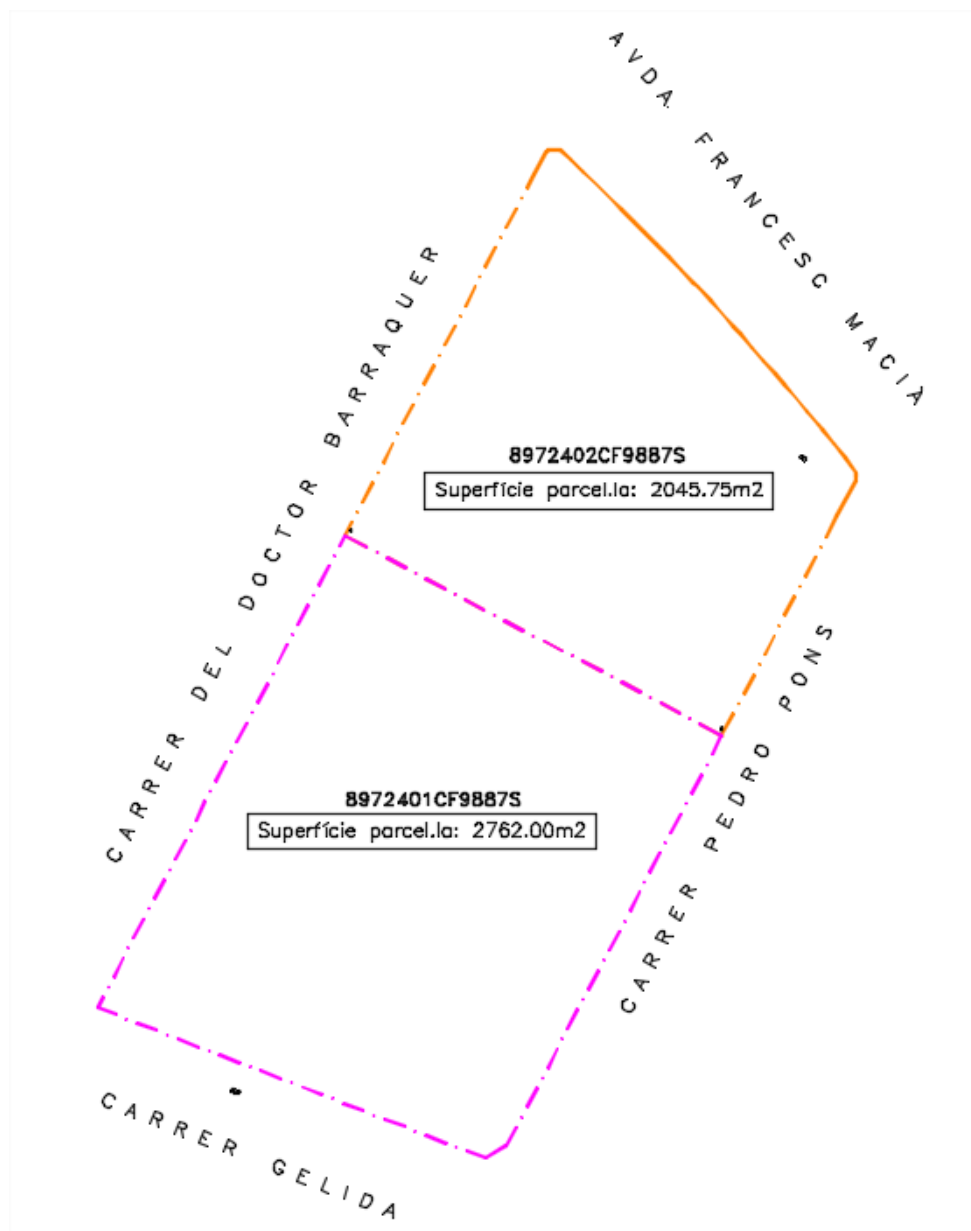 AVDA FRANCESC MACIÀ
CARRER DEL DOCTOR BARRAQUER
8972402CF9887S
Superfície parcel.la: 2045.75m2
CARRER PEDRO PONS
8972401CF9887S
Superfície parcel.la: 2762.00m2
CARRER GELIDA